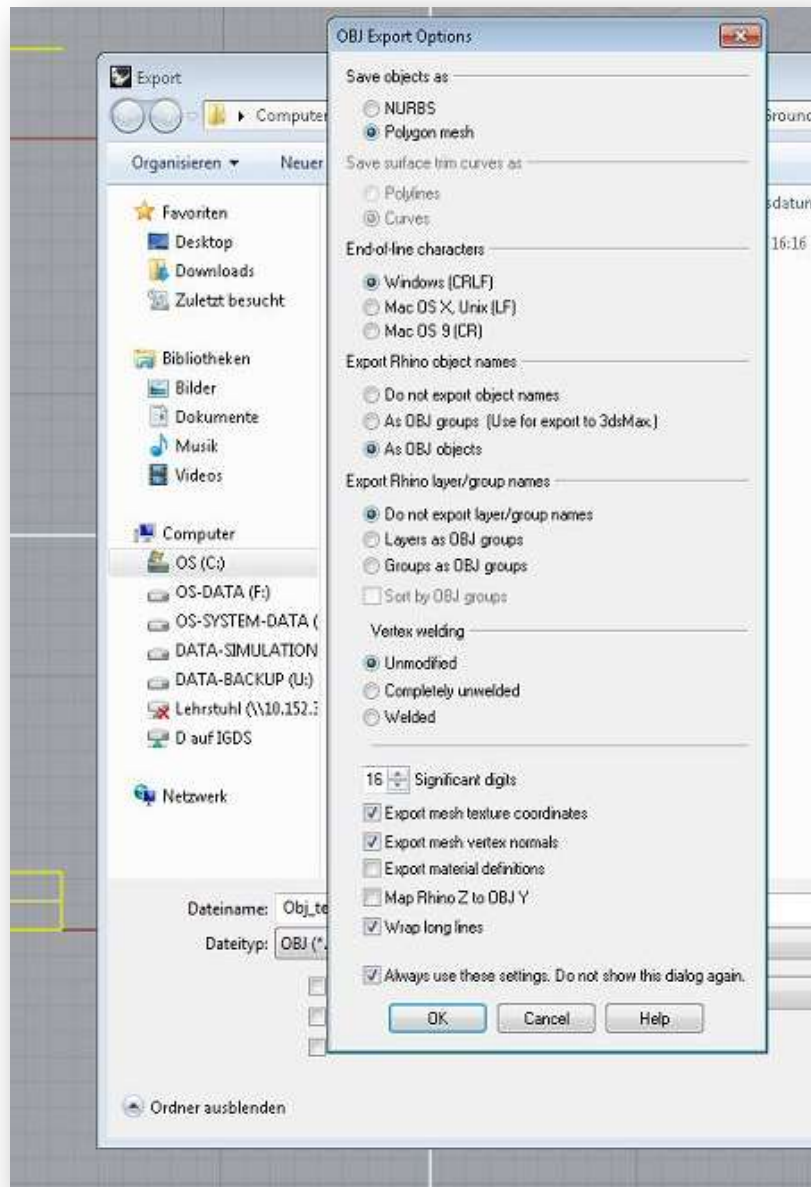 OBJ Export Options
Export
Computer
Organisieren
Neuer
Favoriten
Desktop
Downloads
Zuletzt besucht
Bibliotheken
Bilder
Dokumente
Musik
Videos
Computer
OS (C:)
OS-DATA (F:)
OS-SYSTEM-DATA (
DATA-SIMULATION
DATA-BACKUP (U:)
Lehrstuhl (\\10.152.3
D auf IGDS
Netzwerk
Dateiname: Obj_te
Dateityp: OBJ (*.
Ordner ausblenden
Save objects as
NURBS
Polygon mesh
Save surface trim curves as
Polylines
Curves
End-of-line characters
Windows (CRLF)
Mac OS X, Unix (LF)
Mac OS 9 (CR)
Export Rhino object names
Do not export object names
As OBJ groups (Use for export to 3dsMax.)
As OBJ objects
Export Rhino layer/group names
Do not export layer/group names
Layers as OBJ groups
Groups as OBJ groups
Sort by OBJ groups
Vertex welding
Unmodified
Completely unwelded
Welded
16 Significant digits
Export mesh texture coordinates
Export mesh vertex normals
Export material definitions
Map Rhino Z to OBJ Y
Wrap long lines
Always use these settings. Do not show this dialog again.
OK Cancel Help
Ground
sdatum
16:16